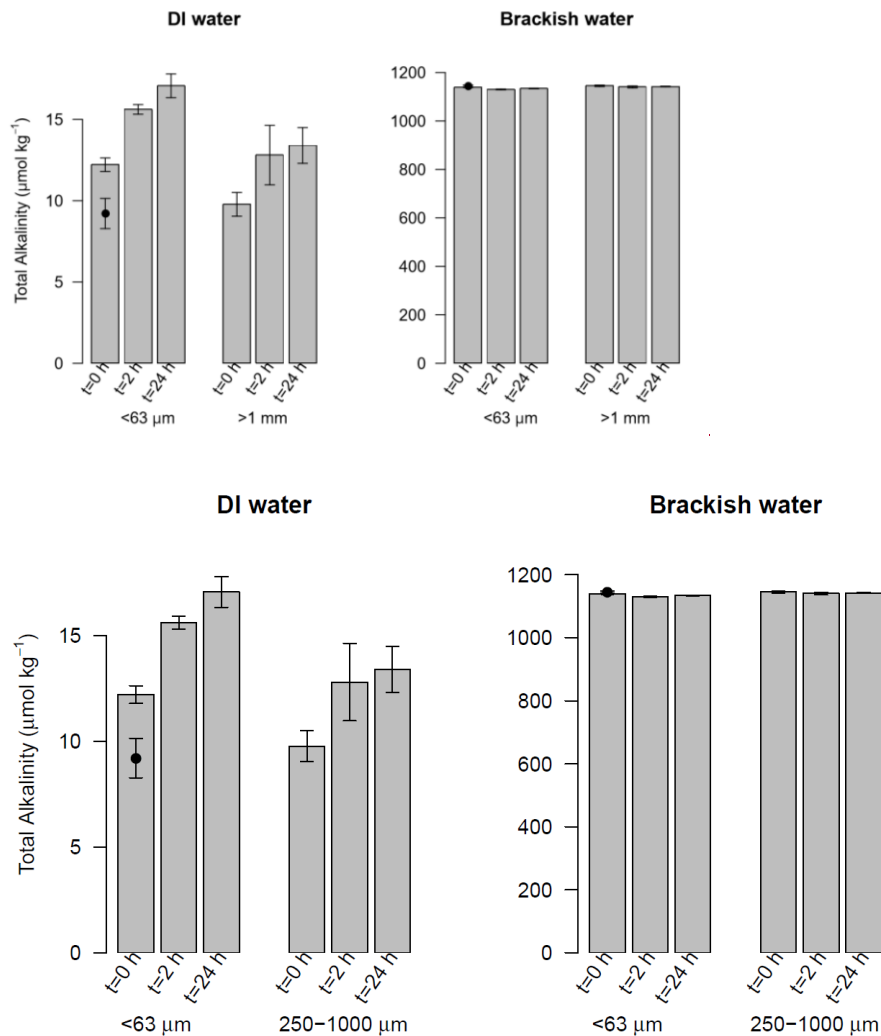 DI water
Brackish water
Total Alkalinity (µmol kg⁻¹)
15
10
5
0
t=0 h
t=2 h
t=24 h
t=0 h
t=2 h
t=24 h
<63 µm
>1 mm
1200
1000
800
600
400
200
0
t=0 h
t=2 h
t=24 h
t=0 h
t=2 h
t=24 h
<63 µm
>1 mm
DI water
Brackish water
Total Alkalinity (µmol kg⁻¹)
15
10
5
0
t=0 h
t=2 h
t=24 h
t=0 h
t=2 h
t=24 h
<63 µm
250−1000 µm
1200
1000
800
600
400
200
0
t=0 h
t=2 h
t=24 h
t=0 h
t=2 h
t=24 h
<63 µm
250−1000 µm